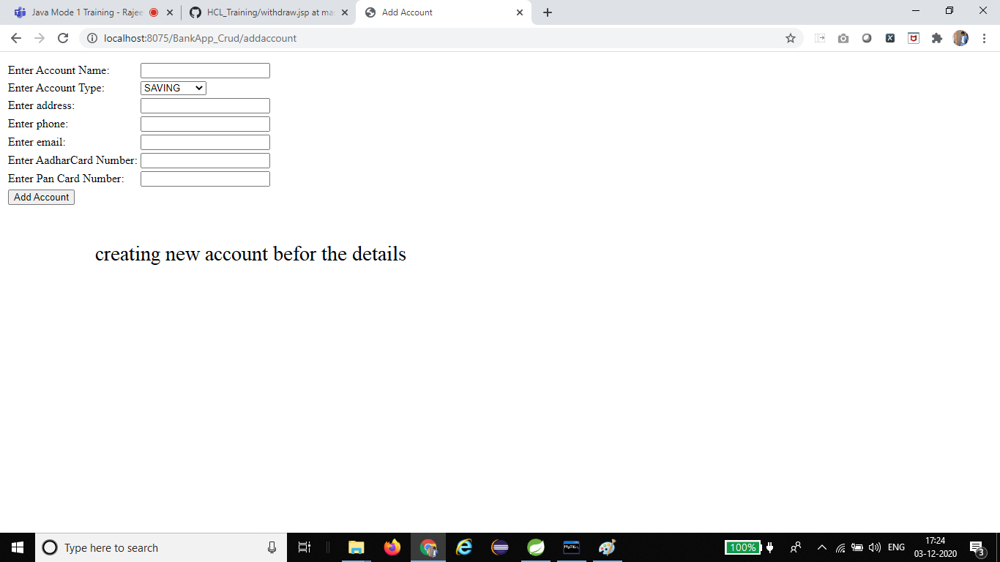 Java Mode 1 Training - Rajee
HCL_Training/withdraw.jsp at ma
Add Account
localhost:8075/BankApp_Crud/addaccount
Enter Account Name:
Enter Account Type: SAVING
Enter address:
Enter phone:
Enter email:
Enter AadharCard Number:
Enter Pan Card Number:
Add Account
creating new account befor the details
Type here to search
100%
ENG
17:24
03-12-2020
3